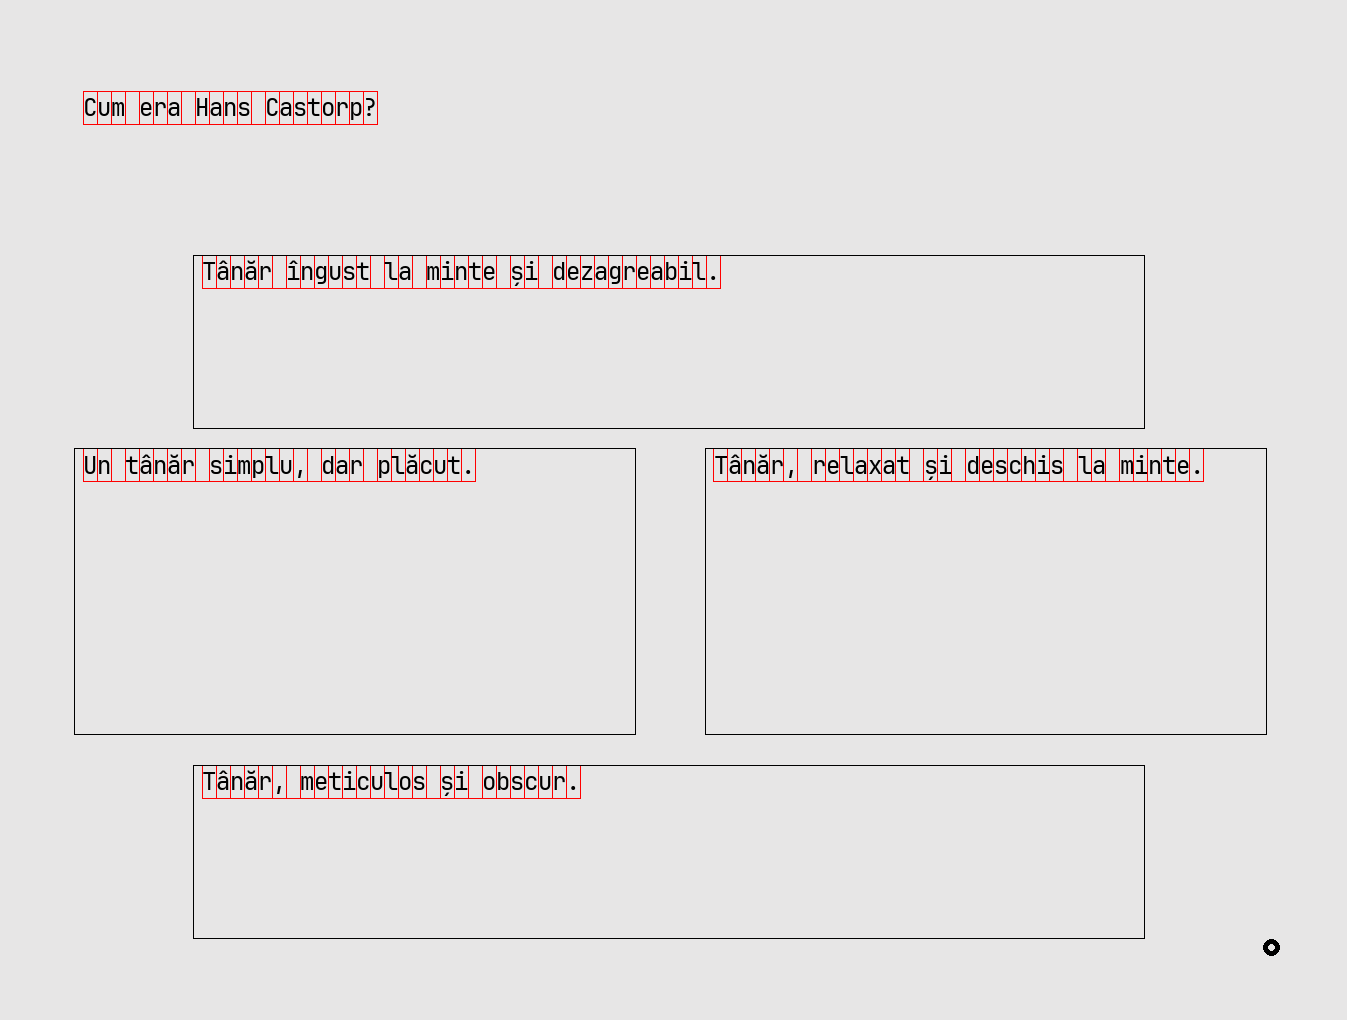 Cum era Hans Castorp?
Tânăr îngust la minte și dezagreabil.
Un tânăr simplu, dar plăcut.
Tânăr, relaxat și deschis la minte.
Tânăr, meticulos și obscur.